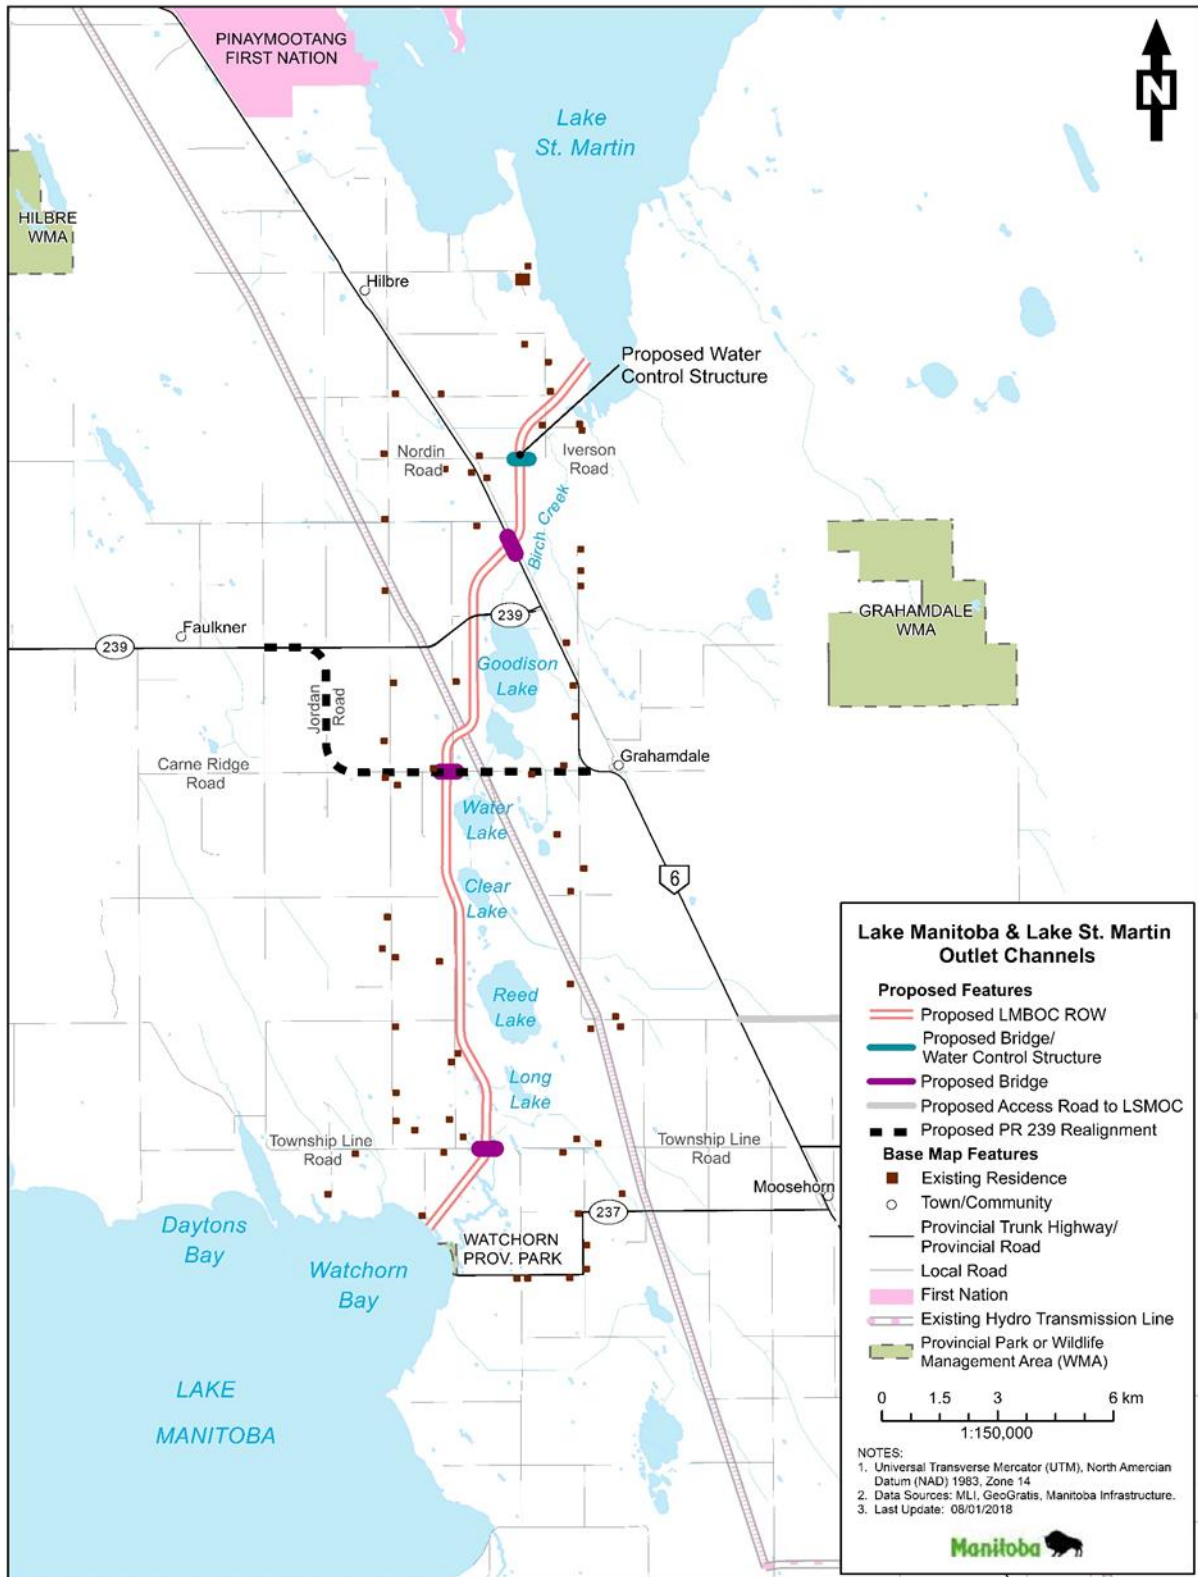 PINAYMOOTANG
FIRST NATION
N
Lake
St. Martin
HILBRE
WMA
Hilbre
Proposed Water
Control Structure
Nordin
Road
Iverson
Road
Birch Creek
GRAHAMDALE
WMA
Faulkner
239
239
Goodison
Lake
Jordan
Road
Carne Ridge
Road
Grahamdale
Water
Lake
6
Clear
Lake
Reed
Lake
Long
Lake
Township Line
Road
Township Line
Road
Moosehorn
237
Daytons
Bay
WATCHORN
PROV. PARK
Watchorn
Bay
LAKE
MANITOBA
Lake Manitoba & Lake St. Martin
Outlet Channels
Proposed Features
Proposed LMBOC ROW
Proposed Bridge/
Water Control Structure
Proposed Bridge
Proposed Access Road to LSMOC
Proposed PR 239 Realignment
Base Map Features
Existing Residence
Town/Community
Provincial Trunk Highway/
Provincial Road
Local Road
First Nation
Existing Hydro Transmission Line
Provincial Park or Wildlife
Management Area (WMA)
0 1.5 3 6 km
1:150,000
NOTES:
1. Universal Transverse Mercator (UTM), North Amercian
Datum (NAD) 1983, Zone 14
2. Data Sources: MLI, GeoGratis, Manitoba Infrastructure.
3. Last Update: 08/01/2018
Manitoba